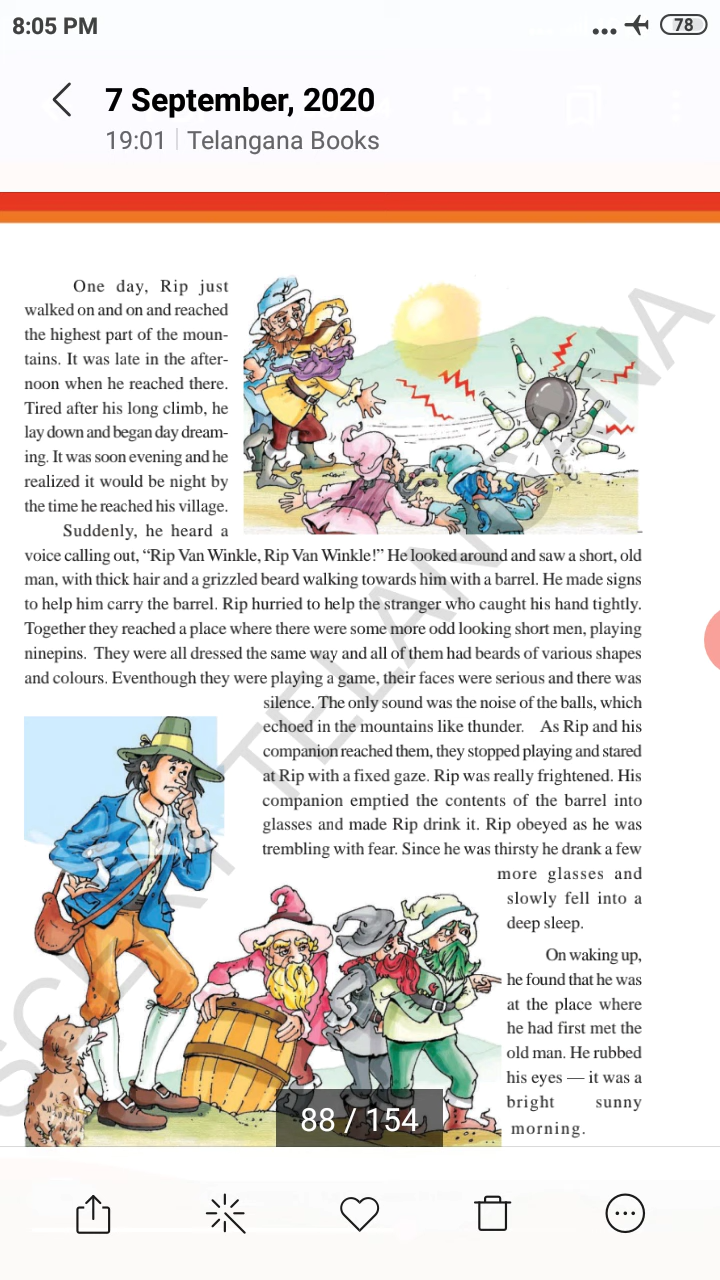 8:05 PM
78
7 September, 2020
19:01 | Telangana Books
One day, Rip just
walked on and on and reached
the highest part of the moun-
tains. It was late in the after-
noon when he reached there.
Tired after his long climb, he
lay down and began day dream-
ing. It was soon evening and he
realized it would be night by
the time he reached his village.
Suddenly, he heard a
voice calling out, “Rip Van Winkle, Rip Van Winkle!” He looked around and saw a short, old
man, with thick hair and a grizzled beard walking towards him with a barrel. He made signs
to help him carry the barrel. Rip hurried to help the stranger who caught his hand tightly.
Together they reached a place where there were some more odd looking short men, playing
ninepins. They were all dressed the same way and all of them had beards of various shapes
and colours. Eventhough they were playing a game, their faces were serious and there was
silence. The only sound was the noise of the balls, which
echoed in the mountains like thunder. As Rip and his
companion reached them, they stopped playing and stared
at Rip with a fixed gaze. Rip was really frightened. His
companion emptied the contents of the barrel into
glasses and made Rip drink it. Rip obeyed as he was
trembling with fear. Since he was thirsty he drank a few
more glasses and
slowly fell into a
deep sleep.
On waking up,
he found that he was
at the place where
he had first met the
old man. He rubbed
his eyes — it was a
bright sunny
morning.
SCERT TELANGANA
88 / 154